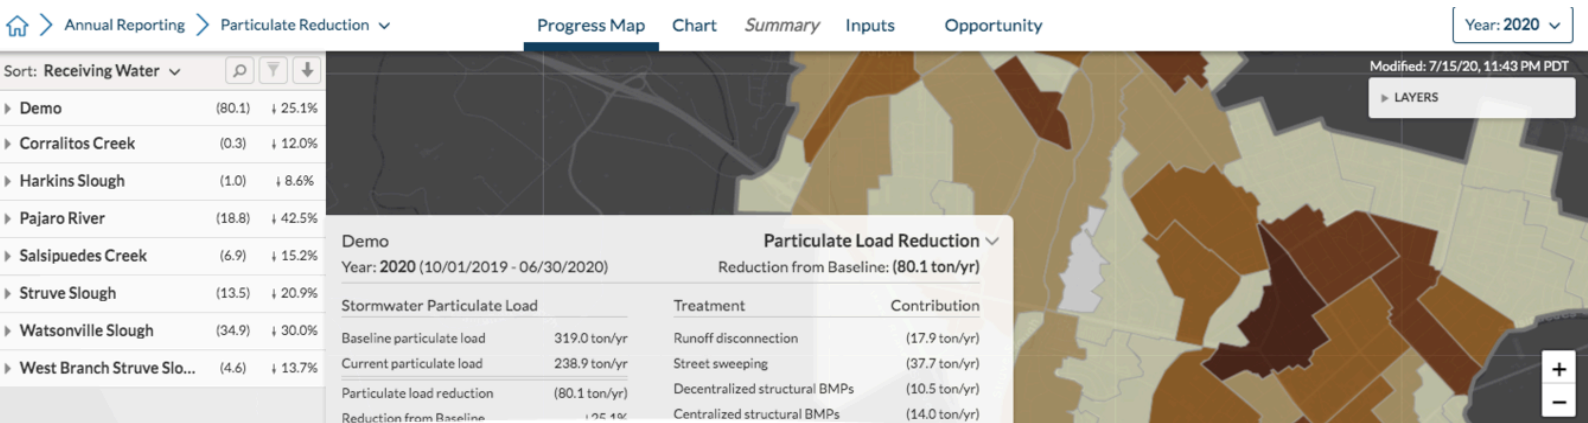 Annual Reporting Particulate Reduction Progress Map Chart Summary Inputs Opportunity Year: 2020
Sort: Receiving Water
Demo (80.1) ↓ 25.1%
Corralitos Creek (0.3) ↓ 12.0%
Harkins Slough (1.0) ↓ 8.6%
Pajaro River (18.8) ↓ 42.5%
Salsipuedes Creek (6.9) ↓ 15.2%
Struve Slough (13.5) ↓ 20.9%
Watsonville Slough (34.9) ↓ 30.0%
West Branch Struve Slo... (4.6) ↓ 13.7%
Modified: 7/15/20, 11:43 PM PDT
LAYERS
Demo Particulate Load Reduction
Year: 2020 (10/01/2019 - 06/30/2020) Reduction from Baseline: (80.1 ton/yr)
Stormwater Particulate Load
Baseline particulate load 319.0 ton/yr
Current particulate load 238.9 ton/yr
Particulate load reduction (80.1 ton/yr)
Reduction from Baseline ↓ 25.1%
Treatment Contribution
Runoff disconnection (17.9 ton/yr)
Street sweeping (37.7 ton/yr)
Decentralized structural BMPs (10.5 ton/yr)
Centralized structural BMPs (14.0 ton/yr)
+
−